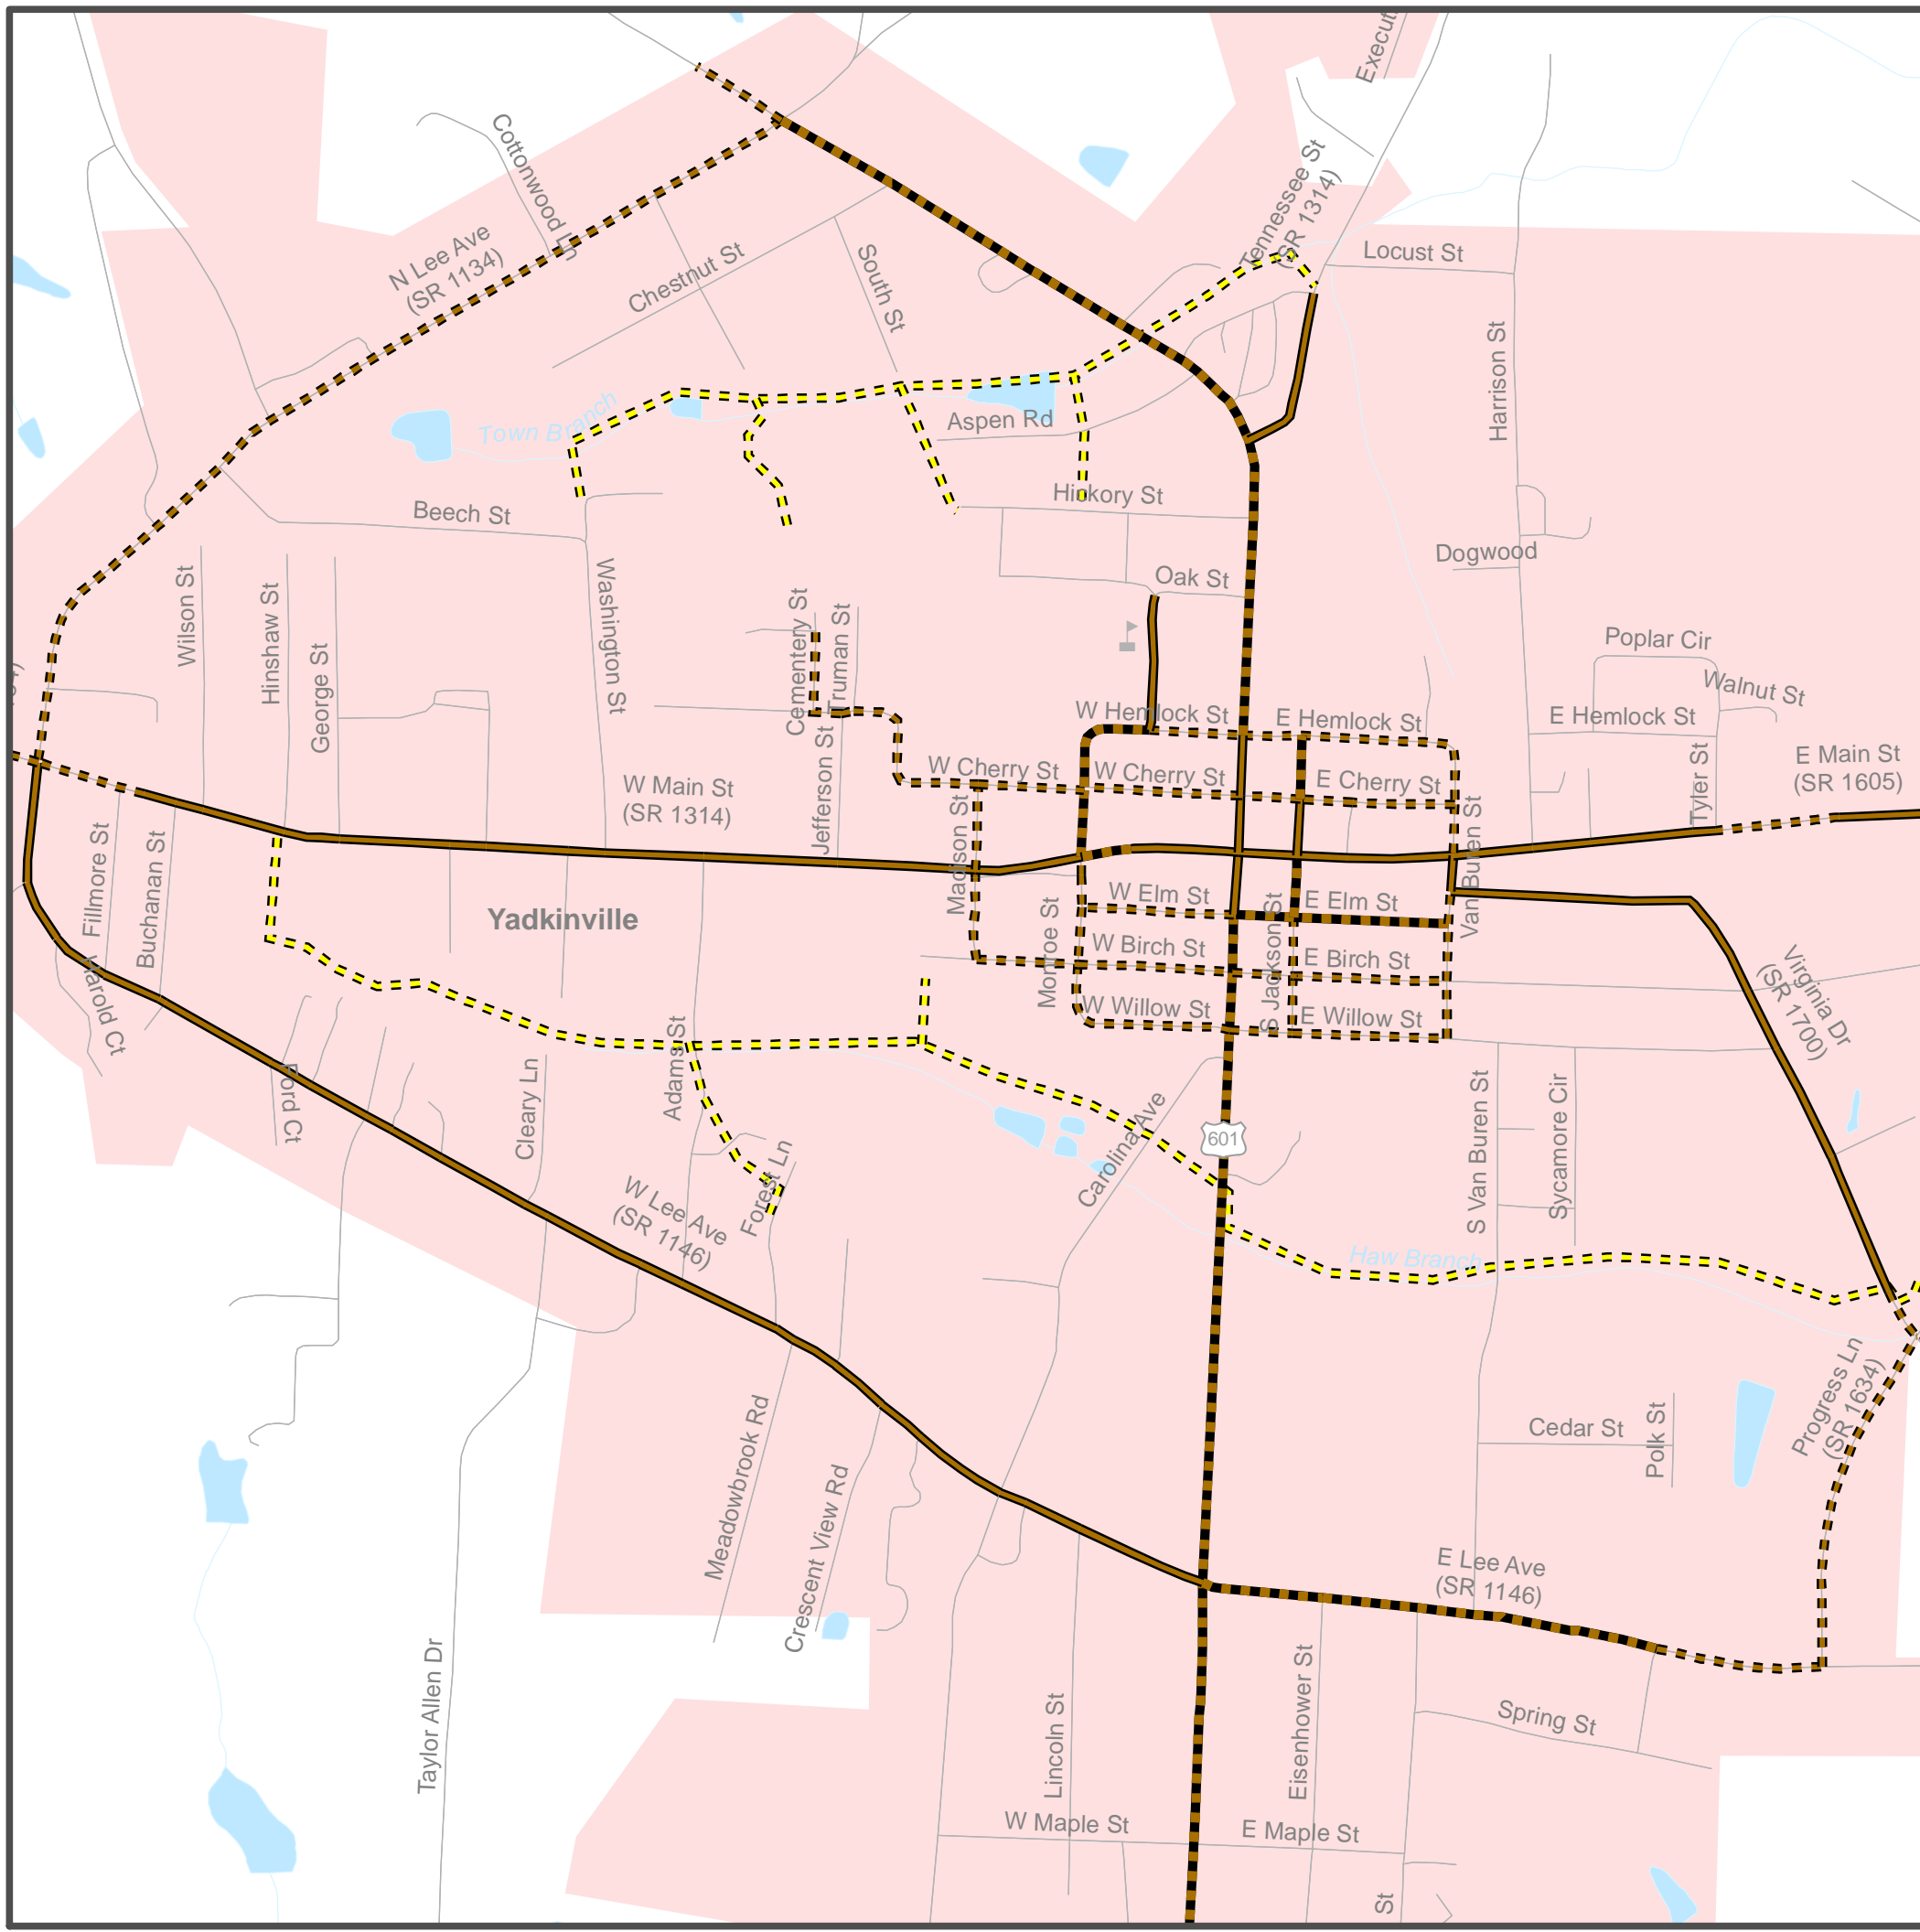 Execut
Cottonwood Ln
Tennessee St
(SR 1314)
N Lee Ave
(SR 1134)
Chestnut St
South St
Locust St
Harrison St
Town Branch
Aspen Rd
Hickory St
Beech St
Dogwood
Oak St
Wilson St
Hinshaw St
George St
Washington St
Cementery St
Truman St
Poplar Cir
Walnut St
W Hemlock St
E Hemlock St
E Hemlock St
Jefferson St
W Cherry St
W Cherry St
E Cherry St
Tyler St
E Main St
(SR 1605)
W Main St
(SR 1314)
Fillmore St
Buchanan St
Madison St
Van Buren St
Yadkinville
W Elm St
E Elm St
Monroe St
S Jackson St
W Birch St
E Birch St
Harold Ct
W Willow St
E Willow St
Virginia Dr
(SR 1700)
Ford Ct
Cleary Ln
Adams St
Forest Ln
Carolina Ave
601
S Van Buren St
Sycamore Cir
W Lee Ave
(SR 1146)
Haw Branch
Progress Ln
(SR 1634)
Meadowbrook Rd
Crescent View Rd
Cedar St
Polk St
E Lee Ave
(SR 1146)
Taylor Allen Dr
Lincoln St
Eisenhower St
Spring St
W Maple St
E Maple St
St